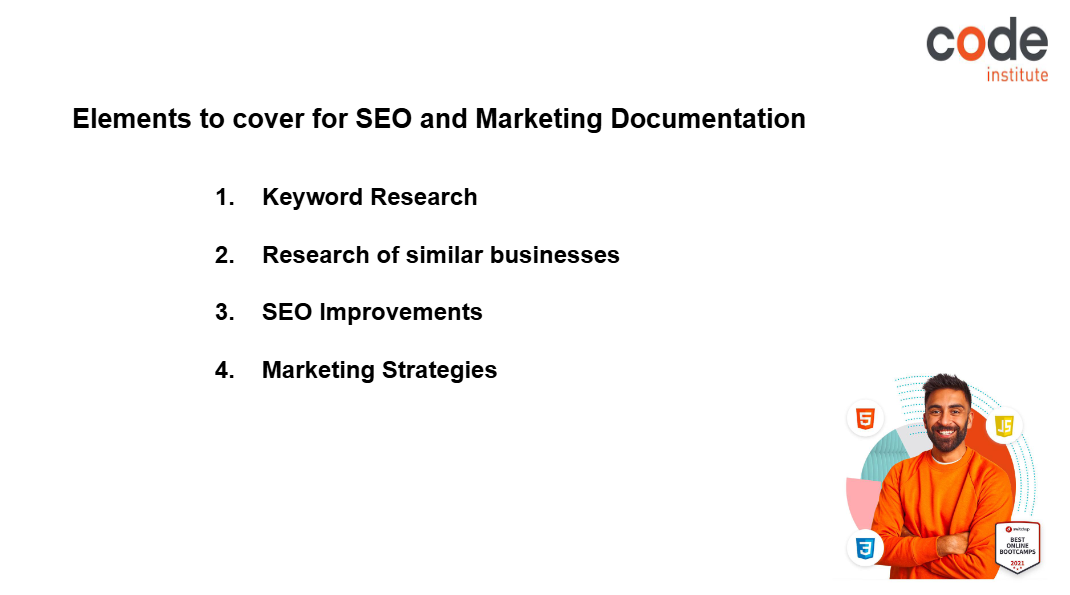 code
institute
Elements to cover for SEO and Marketing Documentation
1. Keyword Research
2. Research of similar businesses
3. SEO Improvements
4. Marketing Strategies
5
JS
3
switchup
BEST
ONLINE
BOOTCAMPS
2021